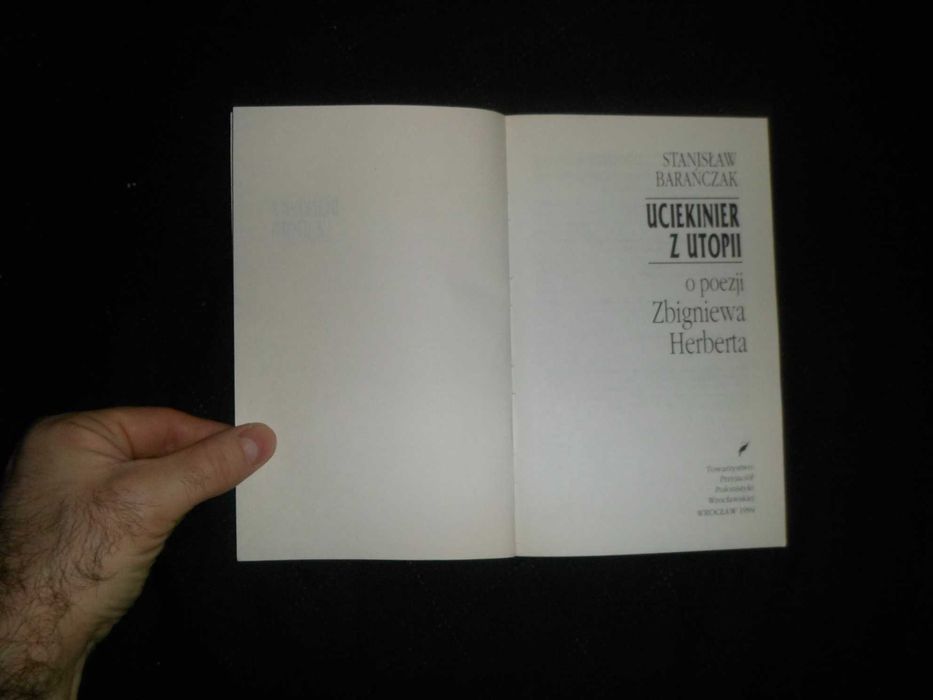 STANISŁAW
BARAŃCZAK
UCIEKINIER
Z UTOPII
o poezji
Zbigniewa
Herberta
Towarzystwo
Przyjaciół
Polonistyki
Wrocławskiej
WROCŁAW 1994